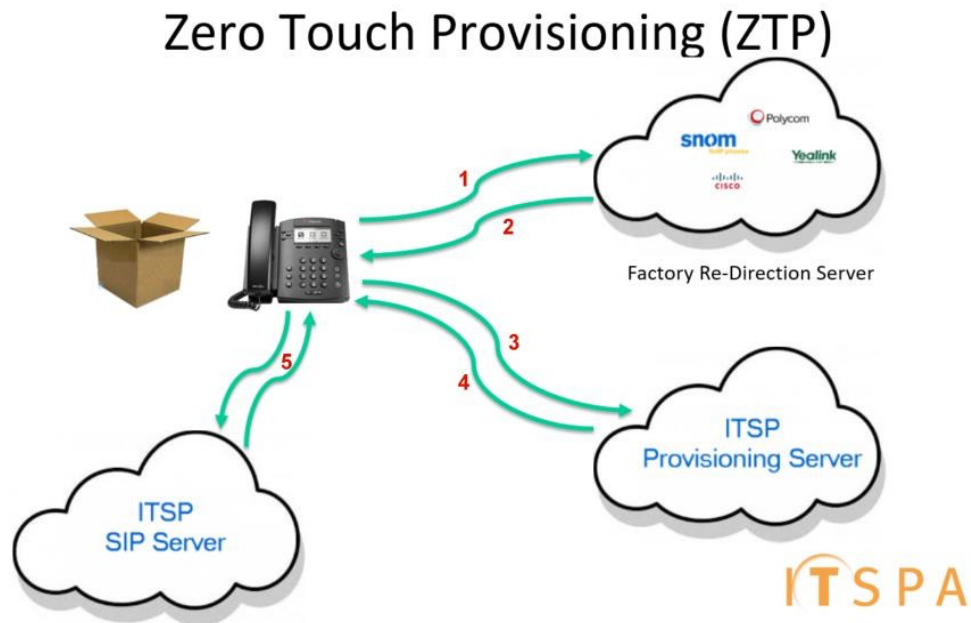 Zero Touch Provisioning (ZTP)
Polycom
snom
Yealink
CISCO
1
2
Factory Re-Direction Server
3
5
4
ITSP
Provisioning Server
ITSP
SIP Server
ITSPA